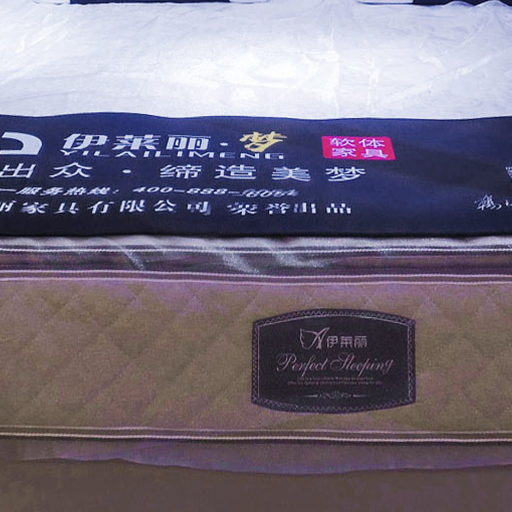 伊莱丽·梦
YILAILIMENG
软体
家具
出众·缔造美梦
服务热线：400-888-
丽家具有限公司 荣誉出品
伊莱丽
Perfect Sleeping